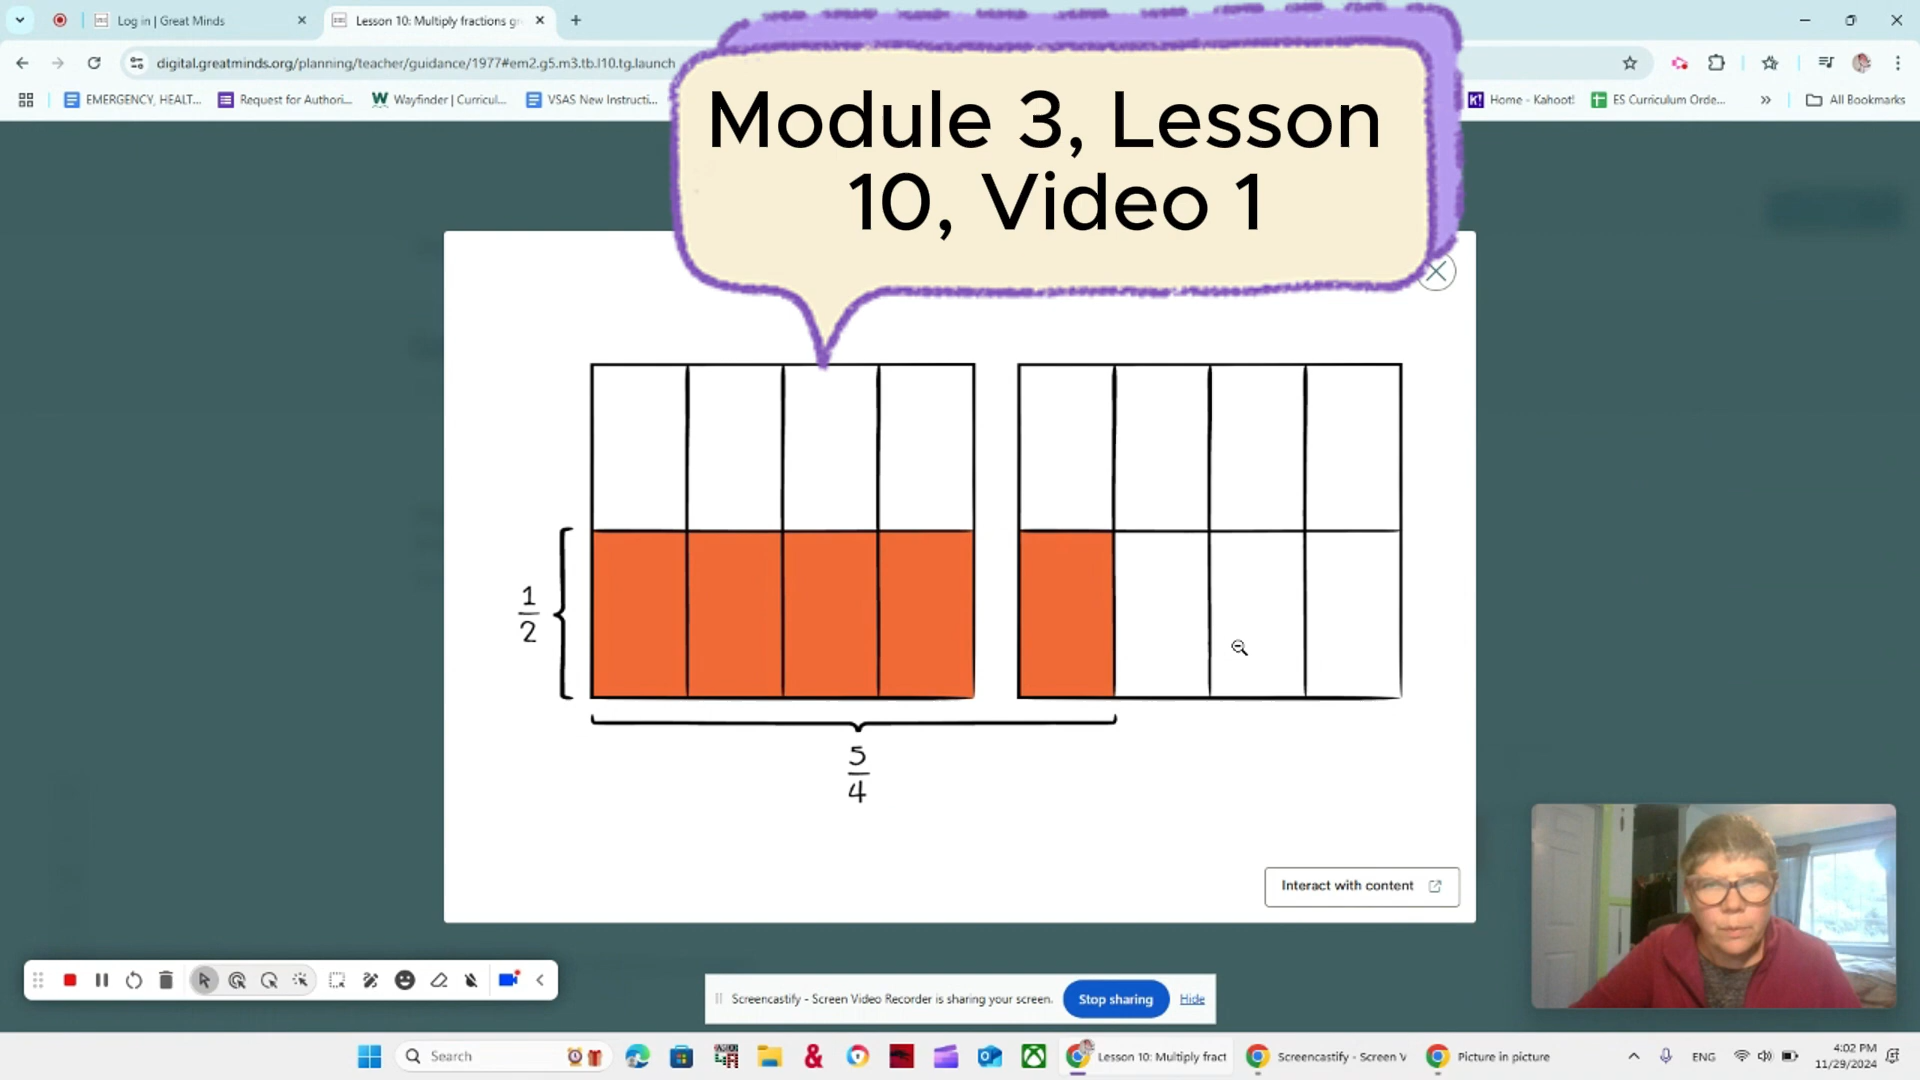 Log in | Great Minds
Lesson 10: Multiply fractions gr
digital.greatminds.org/planning/teacher/guidance/1977#em2.g5.m3.tb.l10.tg.launch
EMERGENCY, HEALT...
Request for Authori...
Wayfinder | Curricul...
VSAS New Instructi...
Home - Kahoot!
ES Curriculum Orde...
All Bookmarks
Module 3, Lesson
10, Video 1
1
2
5
4
Interact with content
Screencastify - Screen Video Recorder is sharing your screen.
Stop sharing
Hide
Search
Lesson 10: Multiply fract
Screencastify - Screen V
Picture in picture
ENG
4:02 PM
11/29/2024